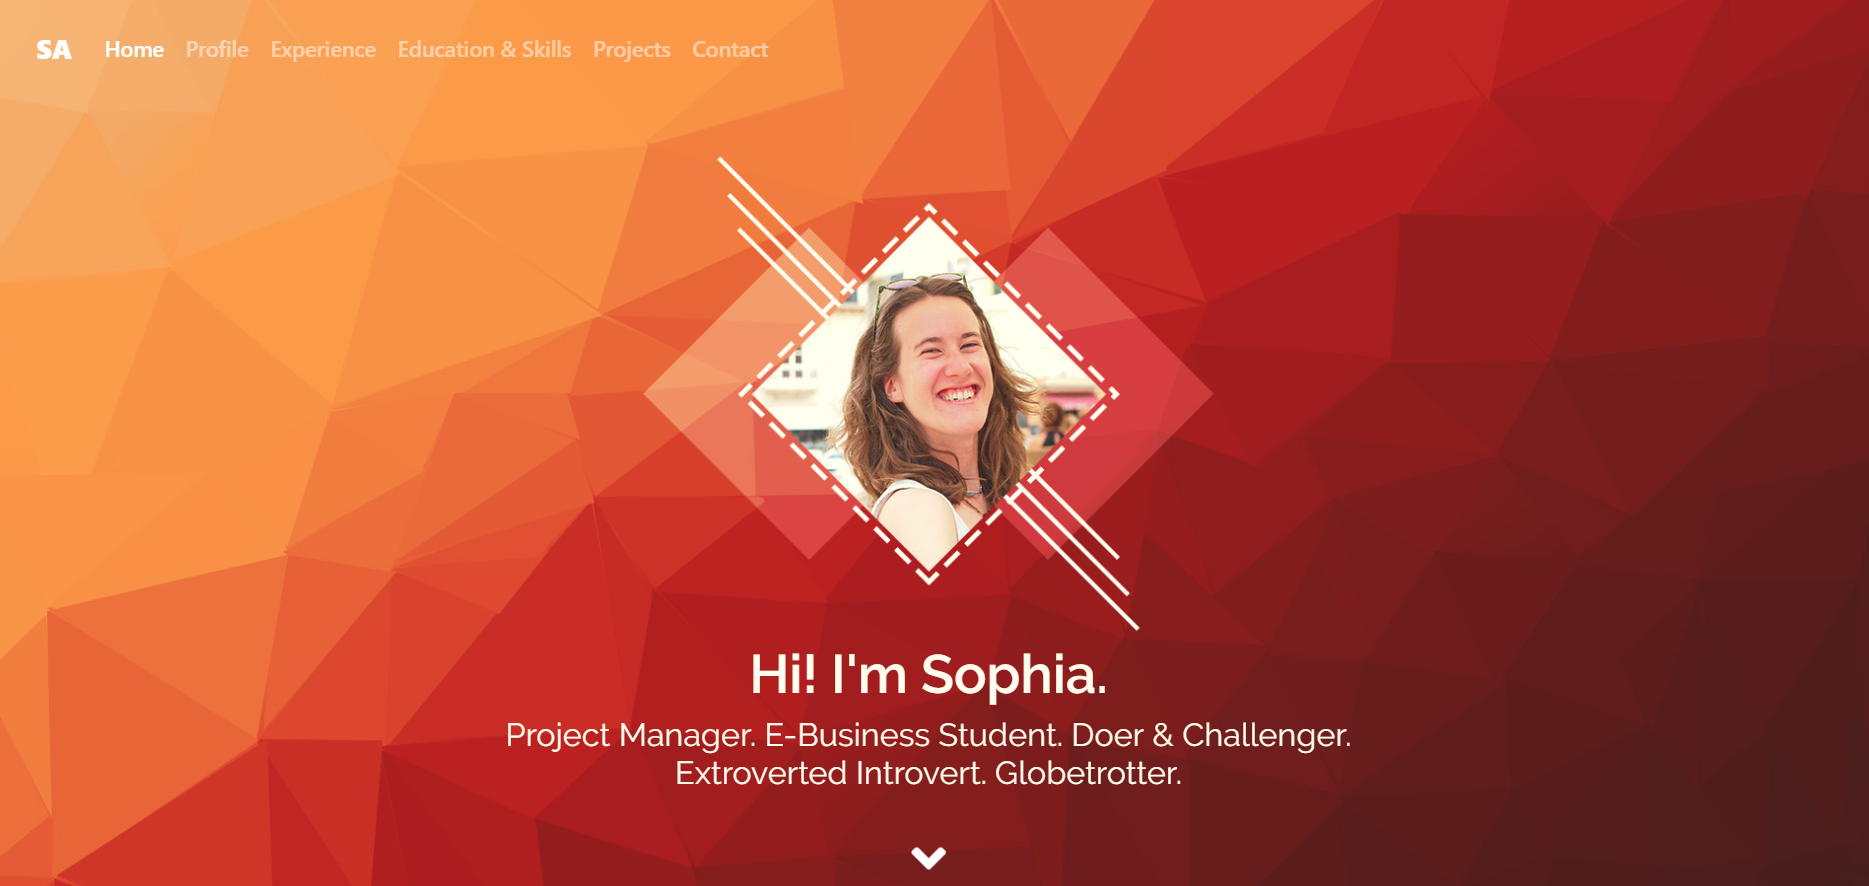 SA Home Profile Experience Education & Skills Projects Contact
Hi! I'm Sophia.
Project Manager. E-Business Student. Doer & Challenger.
Extroverted Introvert. Globetrotter.